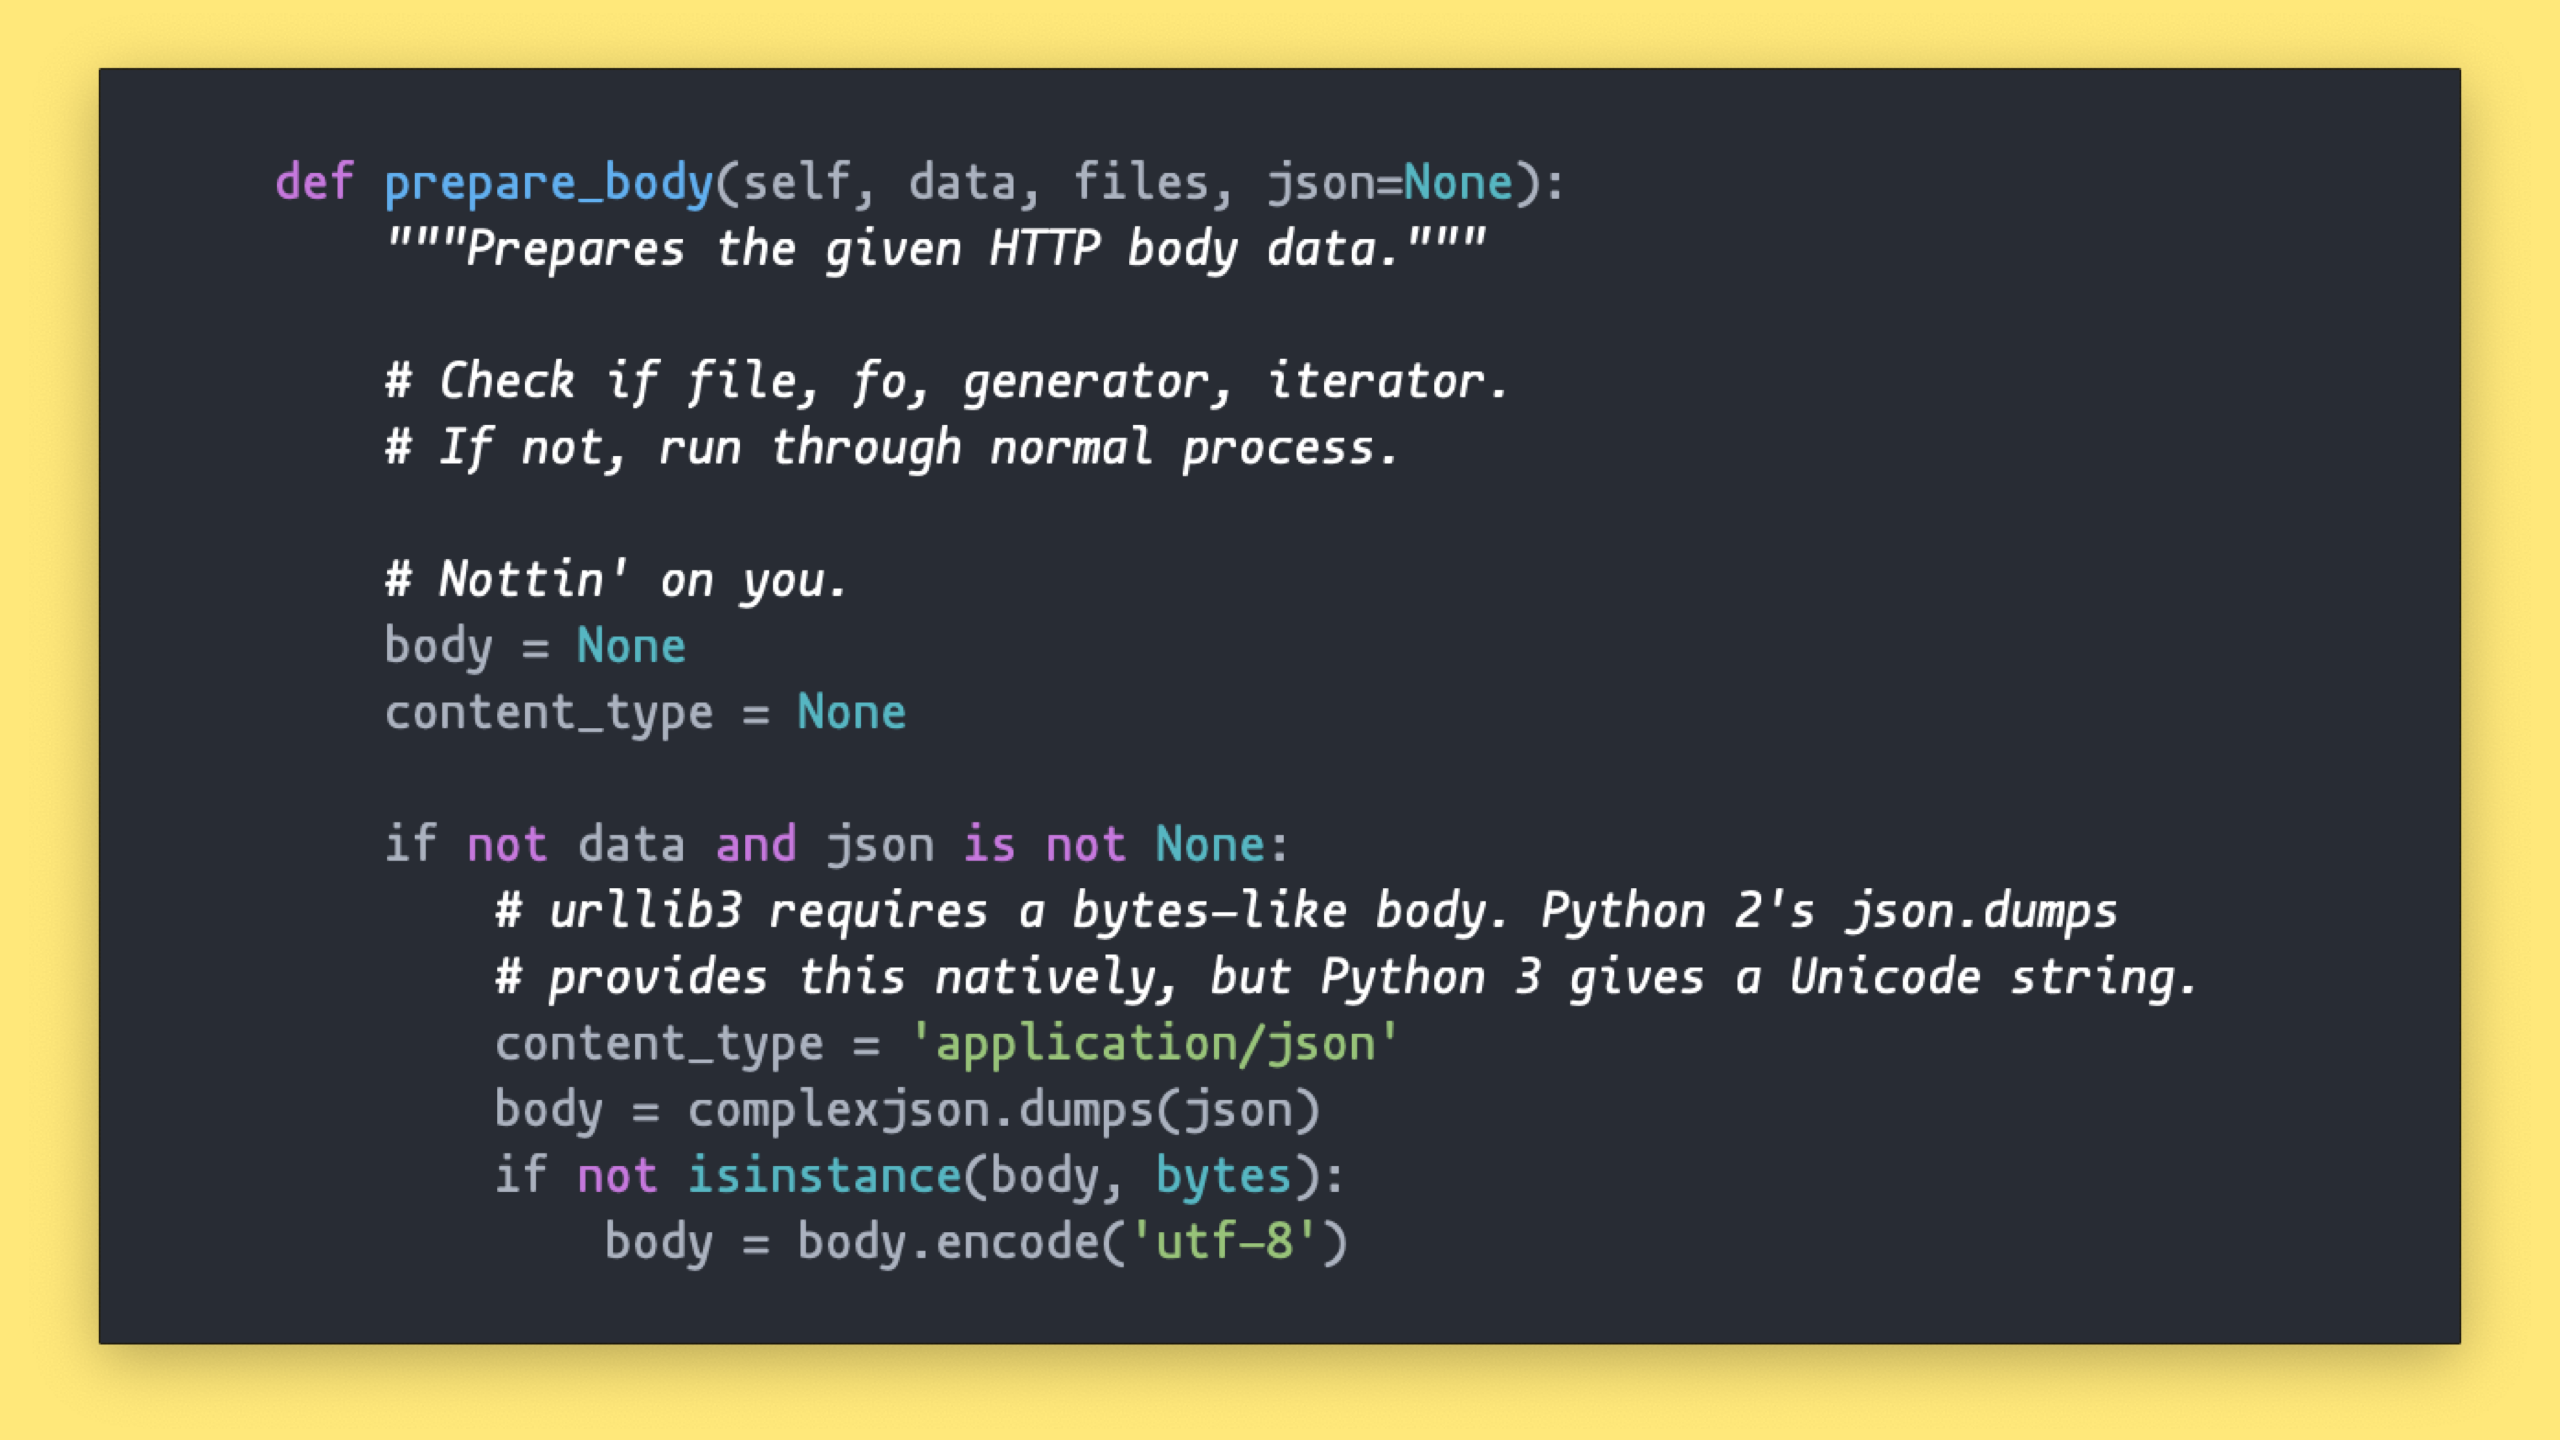 def prepare_body(self, data, files, json=None):
    """Prepares the given HTTP body data."""

    # Check if file, fo, generator, iterator.
    # If not, run through normal process.

    # Nottin' on you.
    body = None
    content_type = None

    if not data and json is not None:
        # urllib3 requires a bytes-like body. Python 2's json.dumps
        # provides this natively, but Python 3 gives a Unicode string.
        content_type = 'application/json'
        body = complexjson.dumps(json)
        if not isinstance(body, bytes):
            body = body.encode('utf-8')